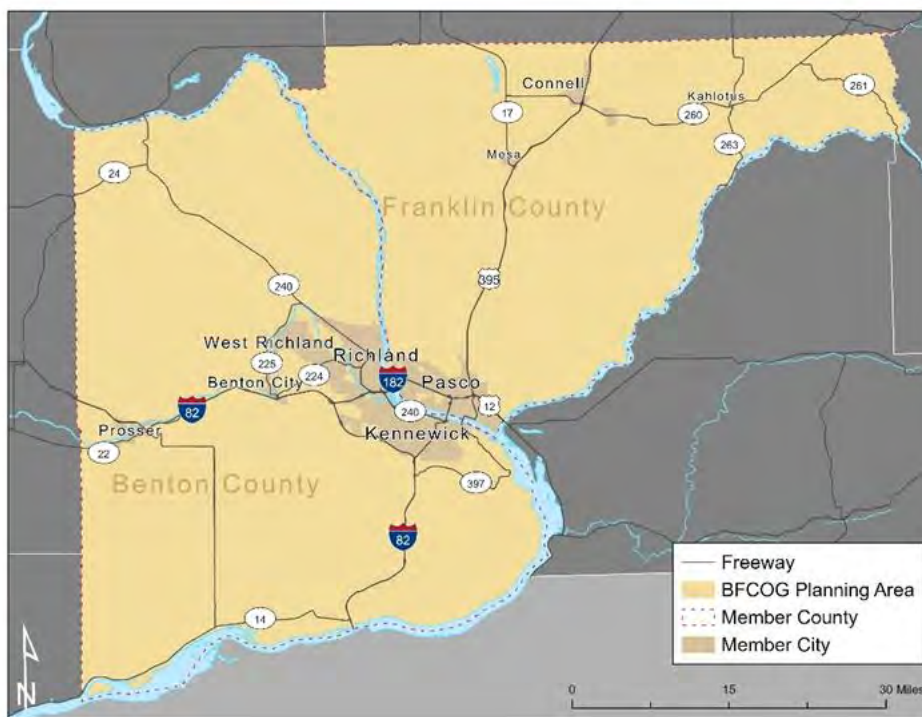 Connell
261
Kahlotus
17
260
263
Mesa
24
Franklin County
395
240
West Richland
225
Richland
224
182
Pasco
Benton City
82
240
12
Kennewick
Prosser
22
397
Benton County
82
14
Freeway
BFCOG Planning Area
Member County
Member City
N
0 15 30 Miles